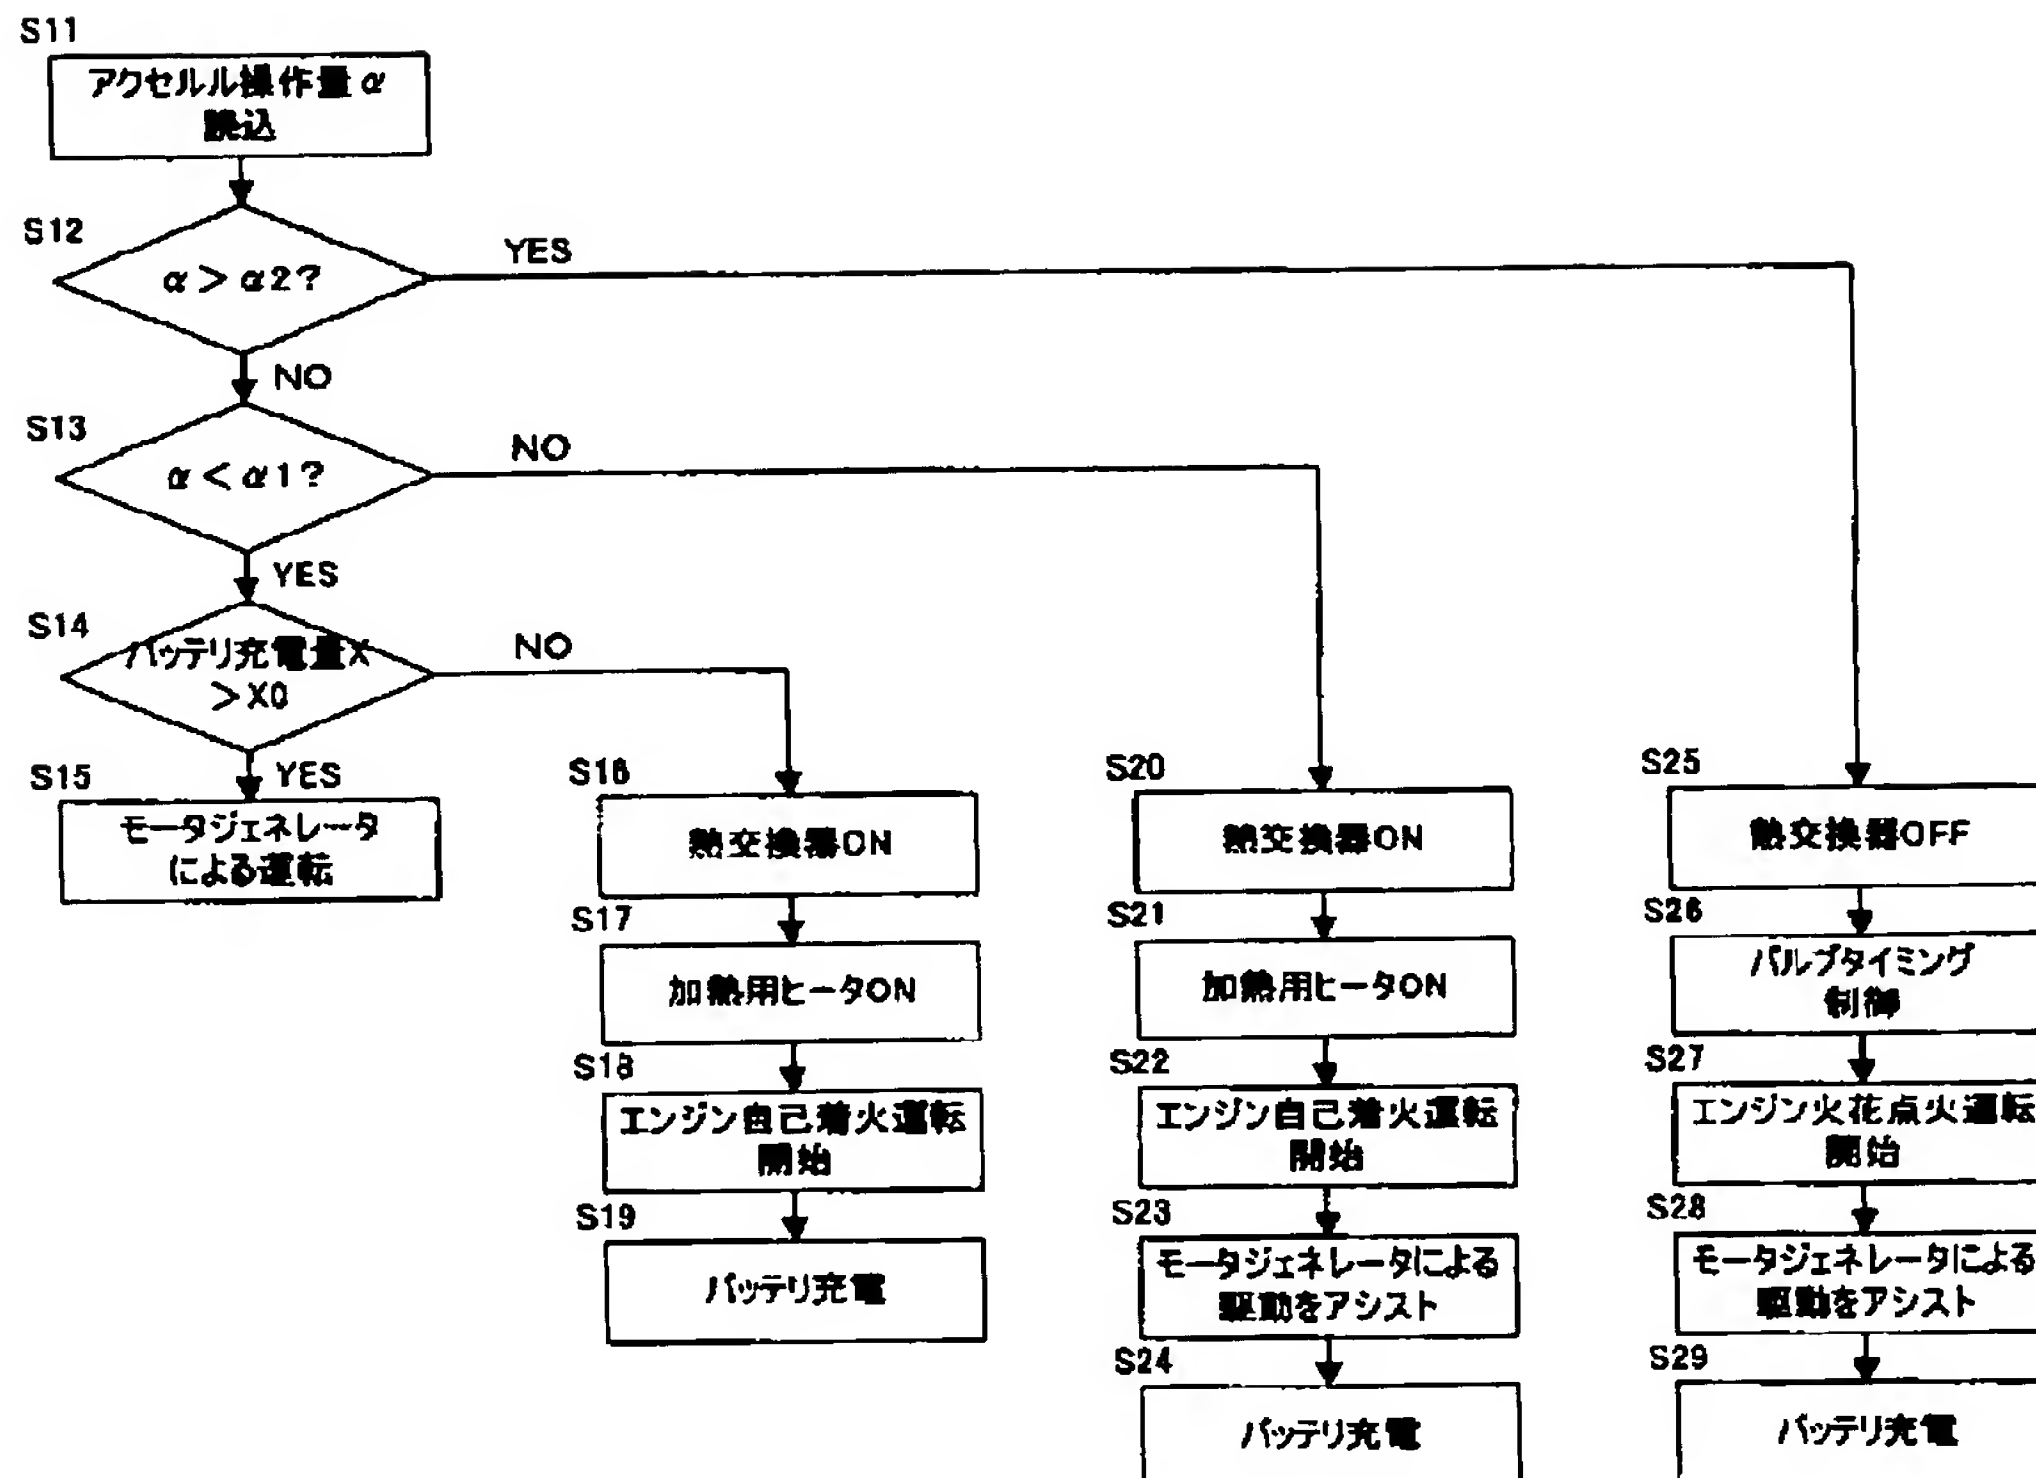 S11
アクセルル操作量α
読込
S12
α＞α2?
YES
NO
S13
α＜α1?
NO
YES
S14
バッテリ充電量X
＞X0
NO
YES
S15
モータジェネレータ
による運転
S16
熱交換器ON
S17
加熱用ヒータON
S18
エンジン自己着火運転
開始
S19
バッテリ充電
S20
熱交換器ON
S21
加熱用ヒータON
S22
エンジン自己着火運転
開始
S23
モータジェネレータによる
駆動をアシスト
S24
バッテリ充電
S25
熱交換器OFF
S26
バルブタイミング
制御
S27
エンジン火花点火運転
開始
S28
モータジェネレータによる
駆動をアシスト
S29
バッテリ充電